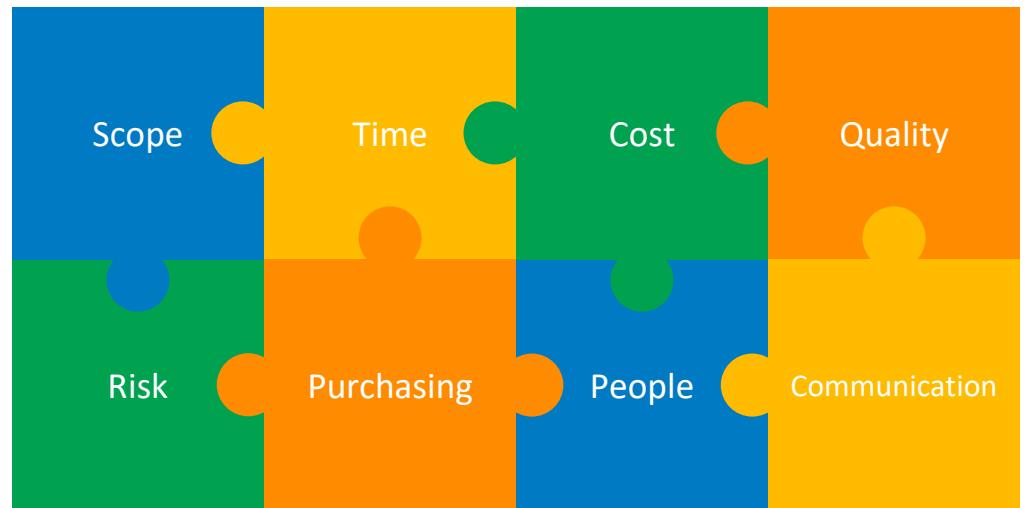 Scope
Time
Cost
Quality
Risk
Purchasing
People
Communication